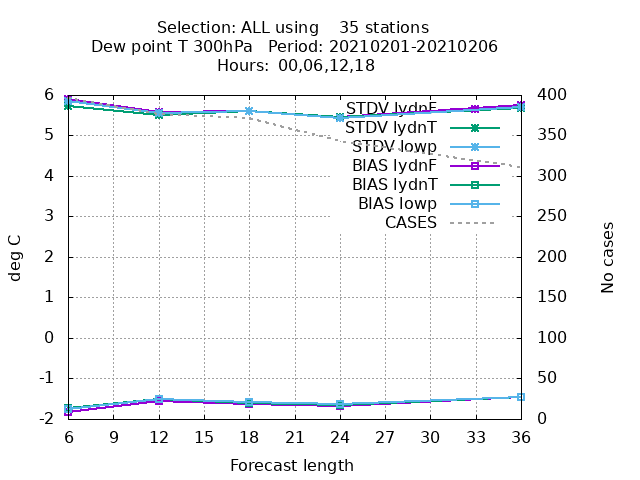 Selection: ALL using 35 stations
Dew point T 300hPa Period: 20210201-20210206
Hours: 00,06,12,18
6 400
STDV lydnF
5 STDV lydnT 350
STDV lowp
BIAS lydnF
4 BIAS lydnT 300
BIAS lowp
3 CASES 250
deg C
2 200
No cases
1 150
0 100
-1 50
-2 0
6 9 12 15 18 21 24 27 30 33 36
Forecast length